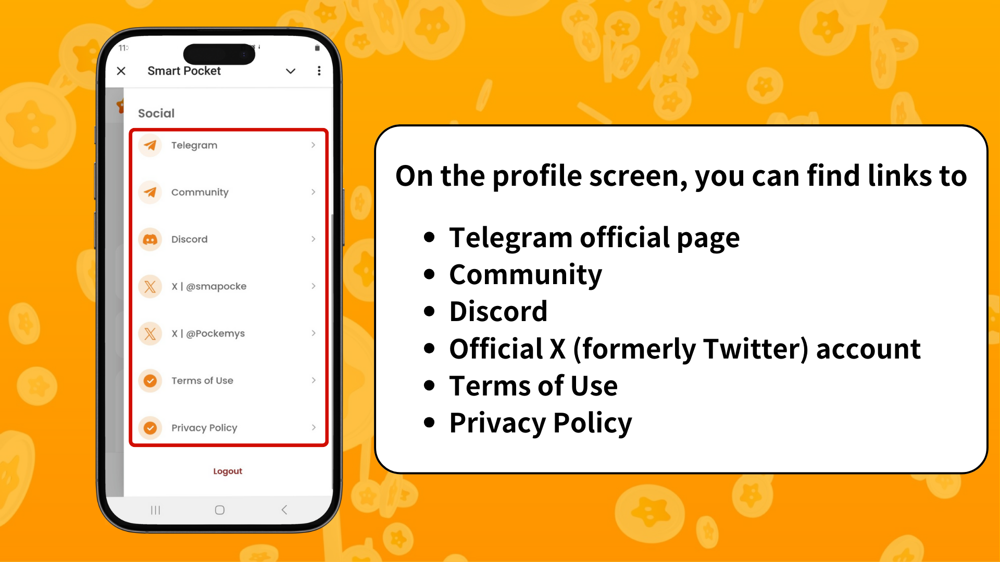 11:
Smart Pocket
Social
Telegram
Community
Discord
X | @smapocke
X | @Pockemys
Terms of Use
Privacy Policy
Logout
On the profile screen, you can find links to
• Telegram official page
• Community
• Discord
• Official X (formerly Twitter) account
• Terms of Use
• Privacy Policy